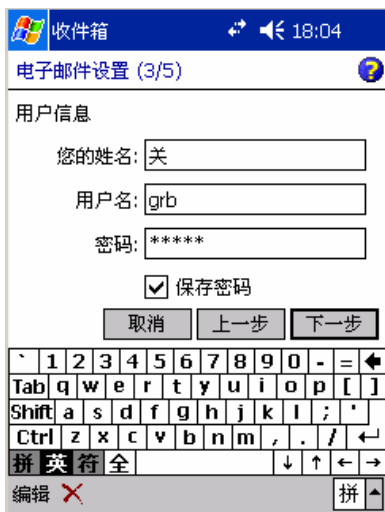 收件箱 18:04
电子邮件设置 (3/5)
用户信息
您的姓名: 关
用户名: grb
密码: *****
保存密码
取消 上一步 下一步
` 1 2 3 4 5 6 7 8 9 0 - =
Tab q w e r t y u i o p [ ]
Shift a s d f g h j k l ; '
Ctrl z x c v b n m , . /
拼 英 符 全 ↓ ↑ ← →
编辑 拼